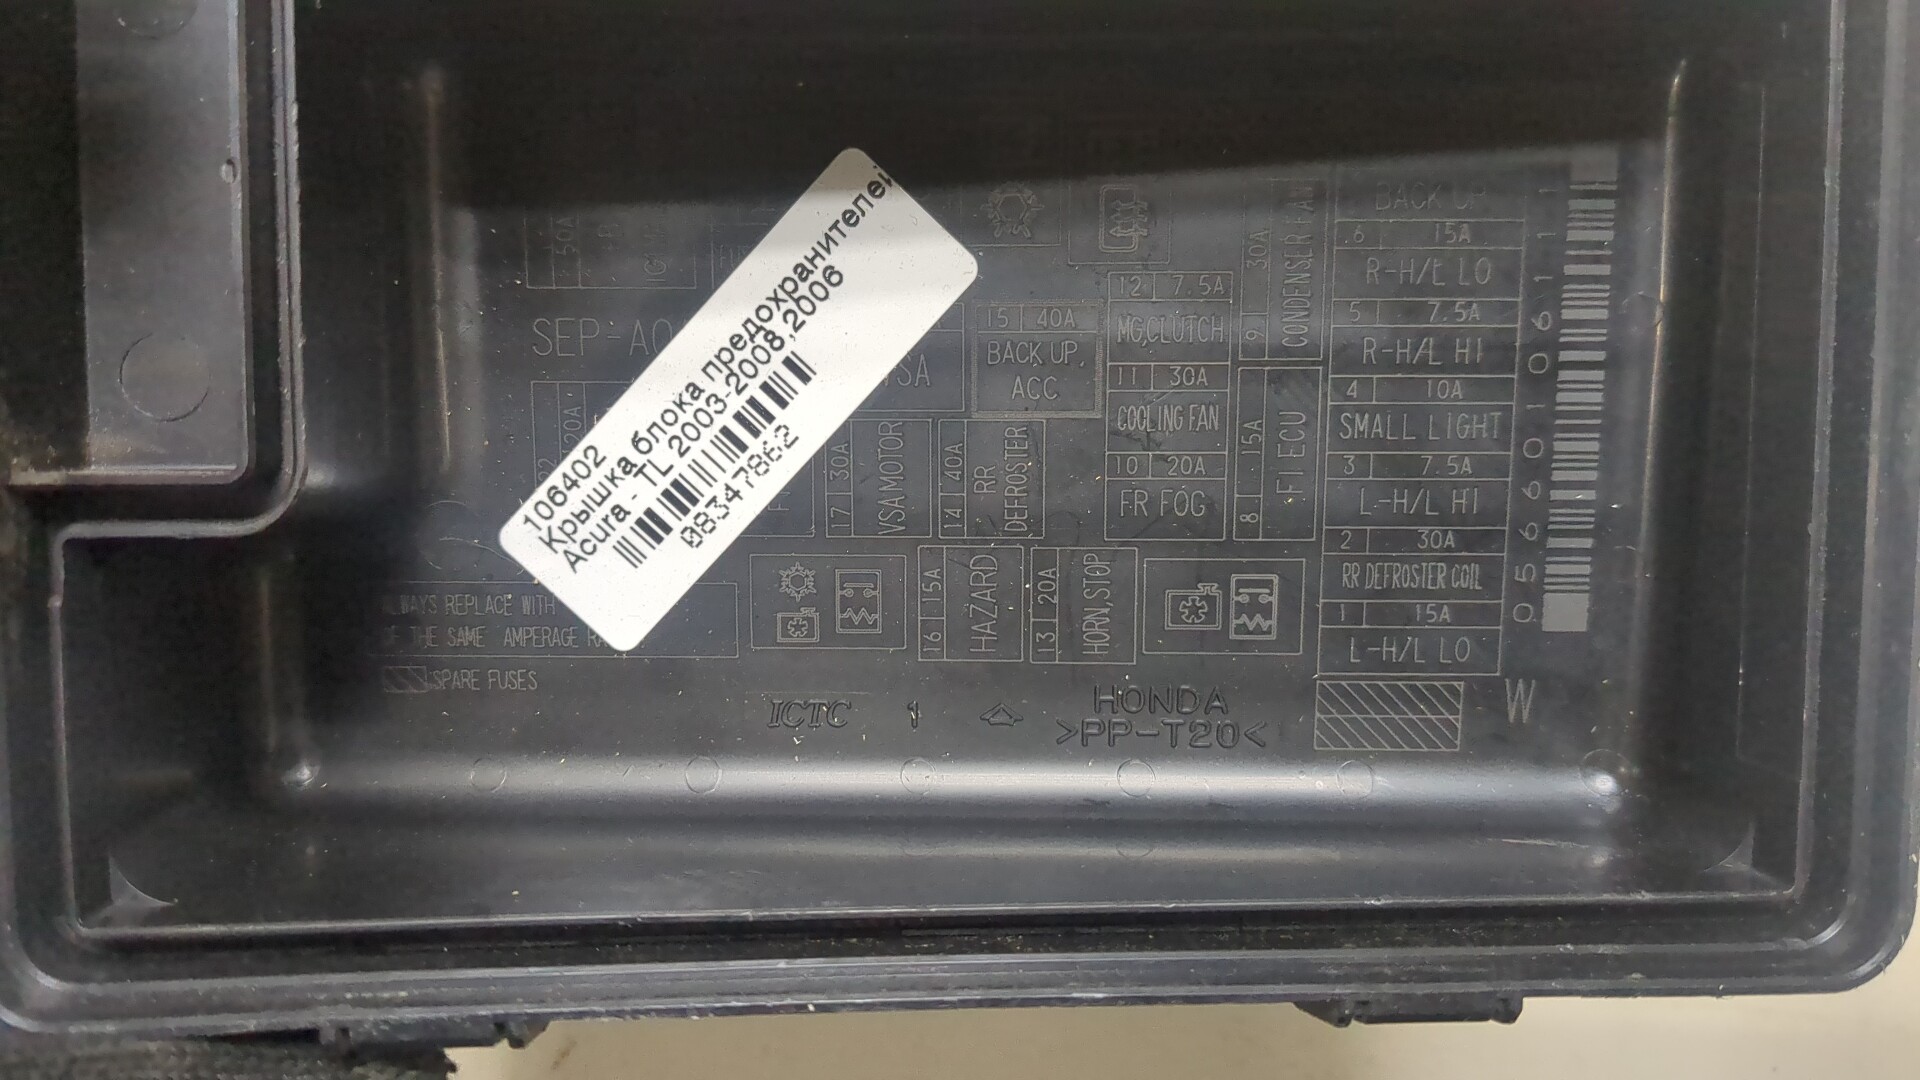 106402
Крышка блока предохранителей
Acura - TL 2003-2008,2006
08347862
50A
SEP-A0
20A
15 40A
BACK UP,
ACC
12 7.5A
MG,CLUTCH
11 30A
COOLING FAN
10 20A
FR FOG
9 30A
CONDENSER FAN
8 15A
FI ECU
17 30A
VSA MOTOR
14 40A
RR
DEFROSTER
16 15A
HAZARD
13 20A
HORN,STOP
BACK UP
6 15A
R-H/L LO
5 7.5A
R-H/L HI
4 10A
SMALL LIGHT
3 7.5A
L-H/L HI
2 30A
RR DEFROSTER COIL
1 15A
L-H/L LO
REPLACE WITH
THE SAME AMPERAGE
SPARE FUSES
ICTC 1
HONDA
>PP-T20<
W